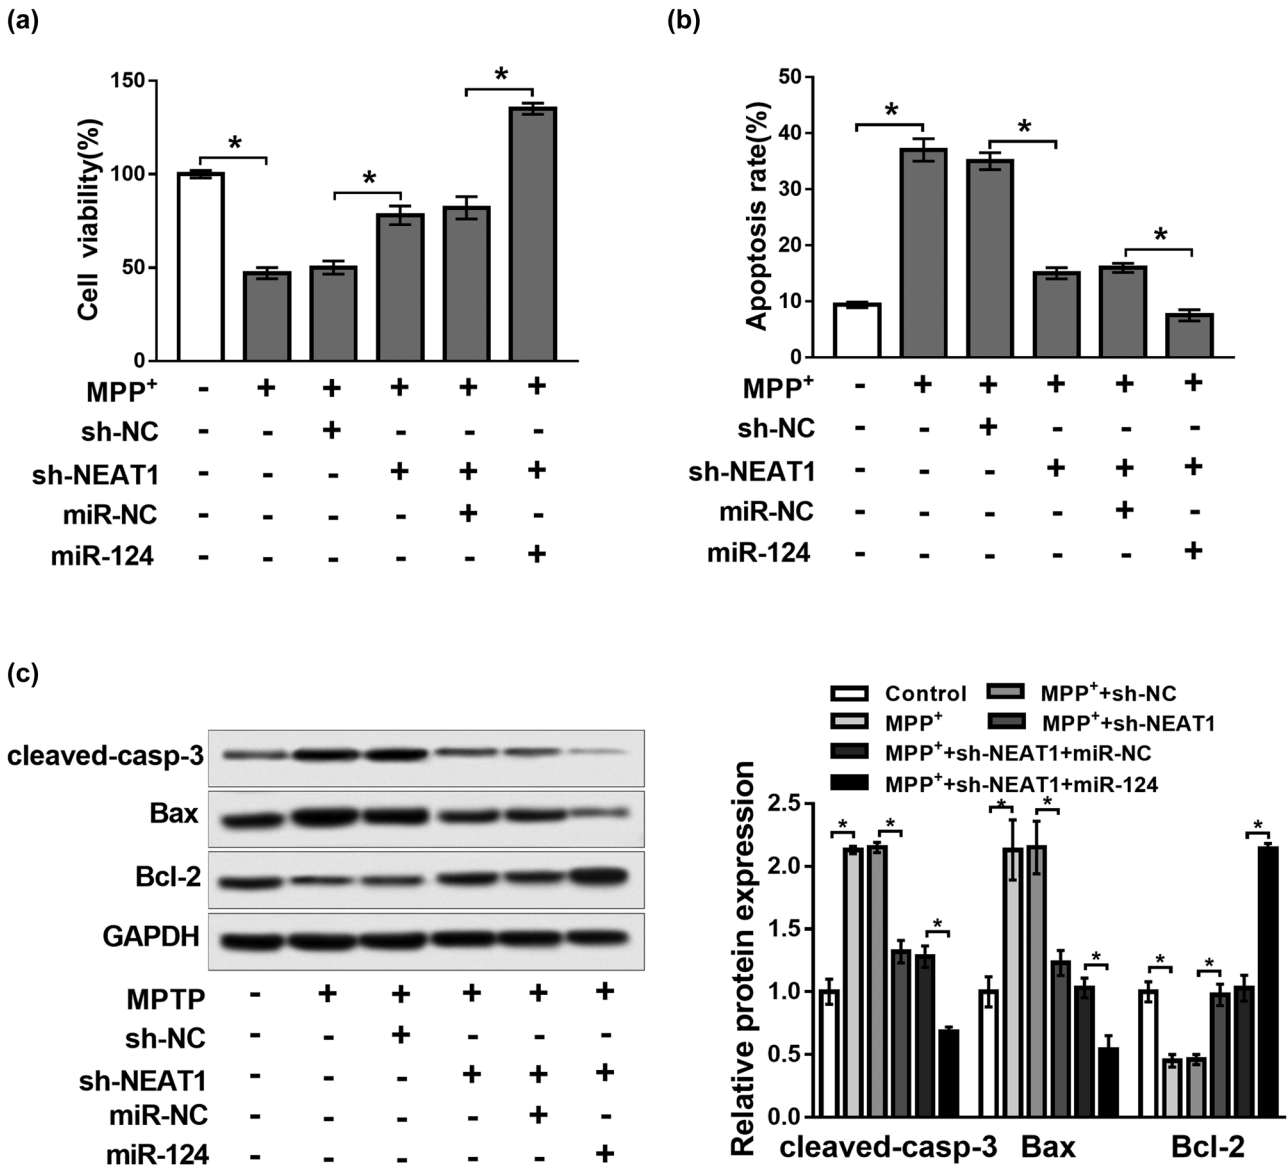 (a)
Cell viability(%)
150
100
50
0
*
*
*
MPP+ - + + + + +
sh-NC - - + - - -
sh-NEAT1 - - - + + +
miR-NC - - - - + -
miR-124 - - - - - +
(b)
Apoptosis rate(%)
50
40
30
20
10
0
*
*
*
MPP+ - + + + + +
sh-NC - - + - - -
sh-NEAT1 - - - + + +
miR-NC - - - - + -
miR-124 - - - - - +
(c)
cleaved-casp-3
Bax
Bcl-2
GAPDH
MPTP - + + + + +
sh-NC - - + - - -
sh-NEAT1 - - - + + +
miR-NC - - - - + -
miR-124 - - - - - +
Control
MPP+
MPP++sh-NC
MPP++sh-NEAT1
MPP++sh-NEAT1+miR-NC
MPP++sh-NEAT1+miR-124
Relative protein expression
2.5
2.0
1.5
1.0
0.5
0.0
* * * * * * * * *
cleaved-casp-3 Bax Bcl-2